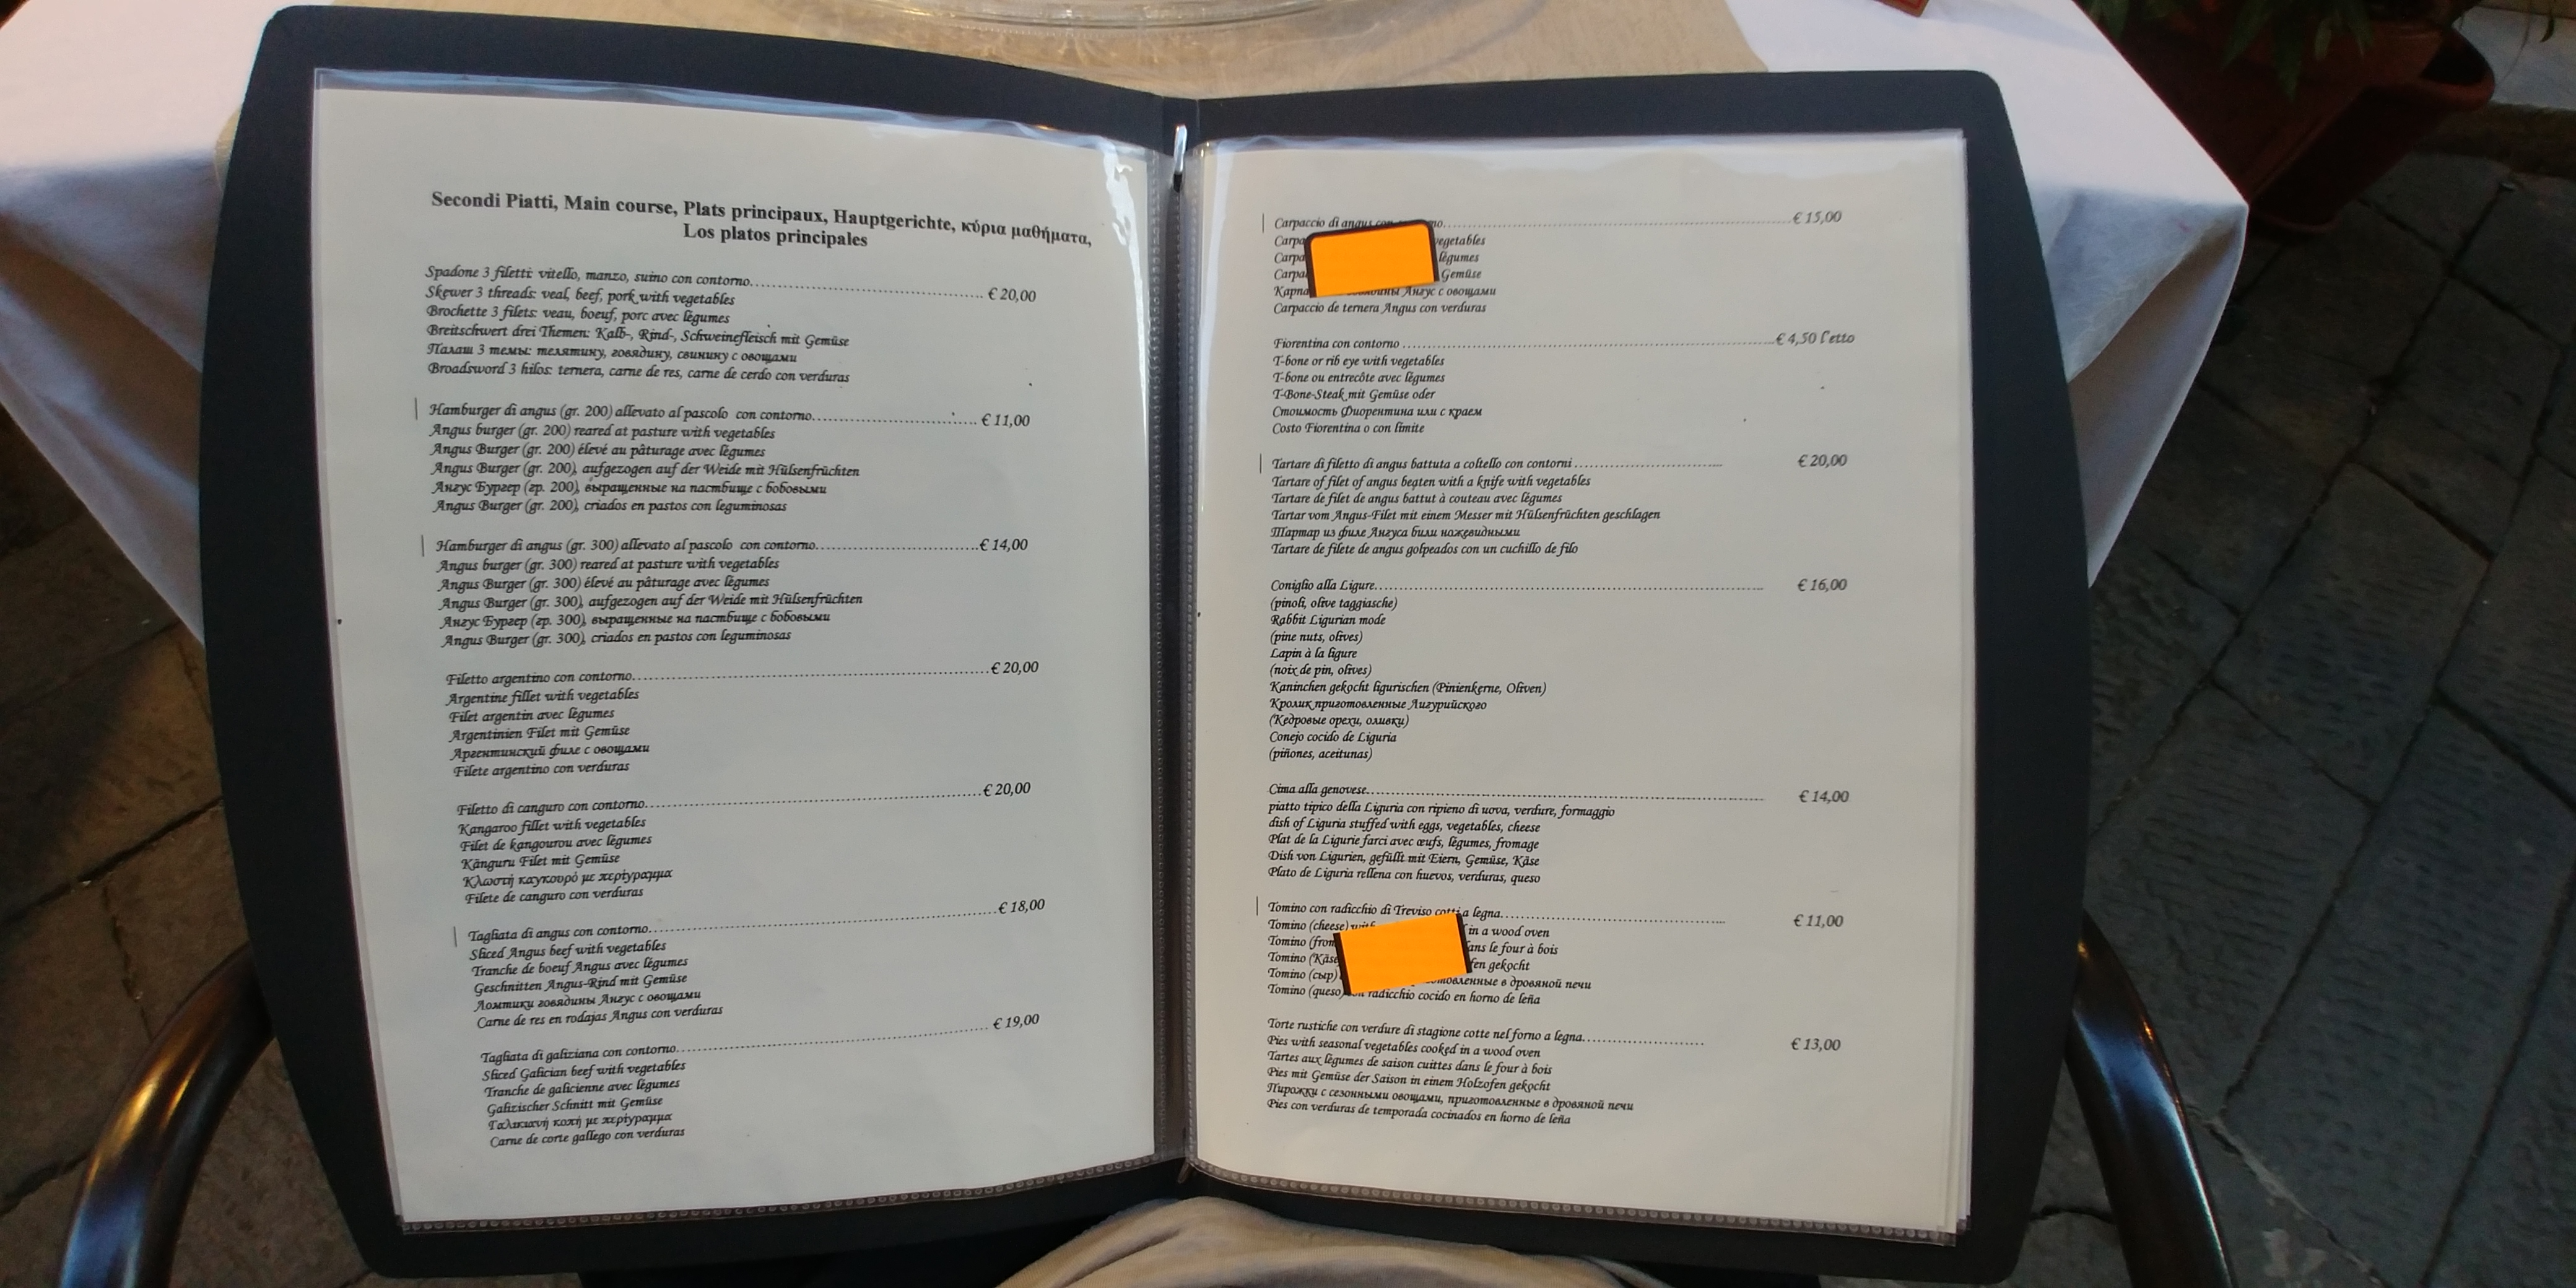 Secondi Piatti, Main course, Plats principaux, Hauptgerichte, κύρια μαθήματα,
Los platos principales
Spadone 3 filetti: vitello, manzo, suino con contorno........................................ € 20,00
Skewer 3 threads: veal, beef, pork with vegetables
Brochette 3 filets: veau, boeuf, porc avec lègumes
Breitschwert drei Themen: Kalb-, Rind-, Schweinefleisch mit Gemüse
Палаш 3 темы: телятину, говядину, свинину с овощами
Broadsword 3 hilos: ternera, carne de res, carne de cerdo con verduras
Hamburger di angus (gr. 200) allevato al pascolo con contorno............................ € 11,00
Angus burger (gr. 200) reared at pasture with vegetables
Angus Burger (gr. 200) élevé au pâturage avec lègumes
Angus Burger (gr. 200), aufgezogen auf der Weide mit Hülsenfrüchten
Ангус Бургер (гр. 200), выращенные на пастбище с бобовыми
Angus Burger (gr. 200), criados en pastos con leguminosas
Hamburger di angus (gr. 300) allevato al pascolo con contorno............................€ 14,00
Angus burger (gr. 300) reared at pasture with vegetables
Angus Burger (gr. 300) élevé au pâturage avec lègumes
Angus Burger (gr. 300), aufgezogen auf der Weide mit Hülsenfrüchten
Ангус Бургер (гр. 300), выращенные на пастбище с бобовыми
Angus Burger (gr. 300), criados en pastos con leguminosas
Filetto argentino con contorno..............................................................€ 20,00
Argentine fillet with vegetables
Filet argentin avec lègumes
Argentinien Filet mit Gemüse
Аргентинский филе с овощами
Filete argentino con verduras
Filetto di canguro con contorno............................................................€ 20,00
Kangaroo fillet with vegetables
Filet de kangourou avec lègumes
Känguru Filet mit Gemüse
Κλωστή καγκουρό με περίγραμμα
Filete de canguro con verduras
Tagliata di angus con contorno.............................................................€ 18,00
Sliced Angus beef with vegetables
Tranche de boeuf Angus avec lègumes
Geschnitten Angus-Rind mit Gemüse
Ломтики говядины Ангус с овощами
Carne de res en rodajas Angus con verduras
Tagliata di galiziana con contorno........................................................ € 19,00
Sliced Galician beef with vegetables
Tranche de galicienne avec lègumes
Galizischer Schnitt mit Gemüse
Γαλικιανή κοπή με περίγραμμα
Carne de corte gallego con verduras
Carpaccio di angus con no...............................................................€ 15,00
vegetables
lègumes
Gemüse
Ангус с овощами
Carpaccio de ternera Angus con verduras
Fiorentina con contorno ................................................................€ 4,50 l'etto
T-bone or rib eye with vegetables
T-bone ou entrecôte avec lègumes
T-Bone-Steak mit Gemüse oder
Стоимость Фиорентина или с краем
Costo Fiorentina o con límite
Tartare di filetto di angus battuta a coltello con contorni .......................... € 20,00
Tartare of filet of angus beaten with a knife with vegetables
Tartare de filet de angus battut à couteau avec lègumes
Tartar vom Angus-Filet mit einem Messer mit Hülsenfrüchten geschlagen
Тартар из филе Ангуса били ножевидными
Tartare de filete de angus golpeados con un cuchillo de filo
Coniglio alla Ligure.................................................................... € 16,00
(pinoli, olive taggiasche)
Rabbit Ligurian mode
(pine nuts, olives)
Lapin à la ligure
(noix de pin, olives)
Kaninchen gekocht ligurischen (Pinienkerne, Oliven)
Кролик приготовленные Лигурийского
(Кедровые орехи, оливки)
Conejo cocido de Liguria
(piñones, aceitunas)
Cima alla genovese...................................................................... € 14,00
piatto tipico della Liguria con ripieno di uova, verdure, formaggio
dish of Liguria stuffed with eggs, vegetables, cheese
Plat de la Ligurie farci avec œufs, lègumes, fromage
Dish von Ligurien, gefüllt mit Eiern, Gemüse, Käse
Plato de Liguria rellena con huevos, verduras, queso
Tomino con radicchio di Treviso cotti a legna.......................................... € 11,00
Tomino (cheese) with in a wood oven
Tomino dans le four à bois
Tomino gekocht
Tomino (сыр) в дровяной печи
Tomino (queso) con radicchio cocido en horno de leña
Torte rustiche con verdure di stagione cotte nel forno a legna.......................... € 13,00
Pies with seasonal vegetables cooked in a wood oven
Tartes aux lègumes de saison cuittes dans le four à bois
Pies mit Gemüse der Saison in einem Holzofen gekocht
Пирожки с сезонными овощами, приготовленные в дровяной печи
Pies con verduras de temporada cocinados en horno de leña